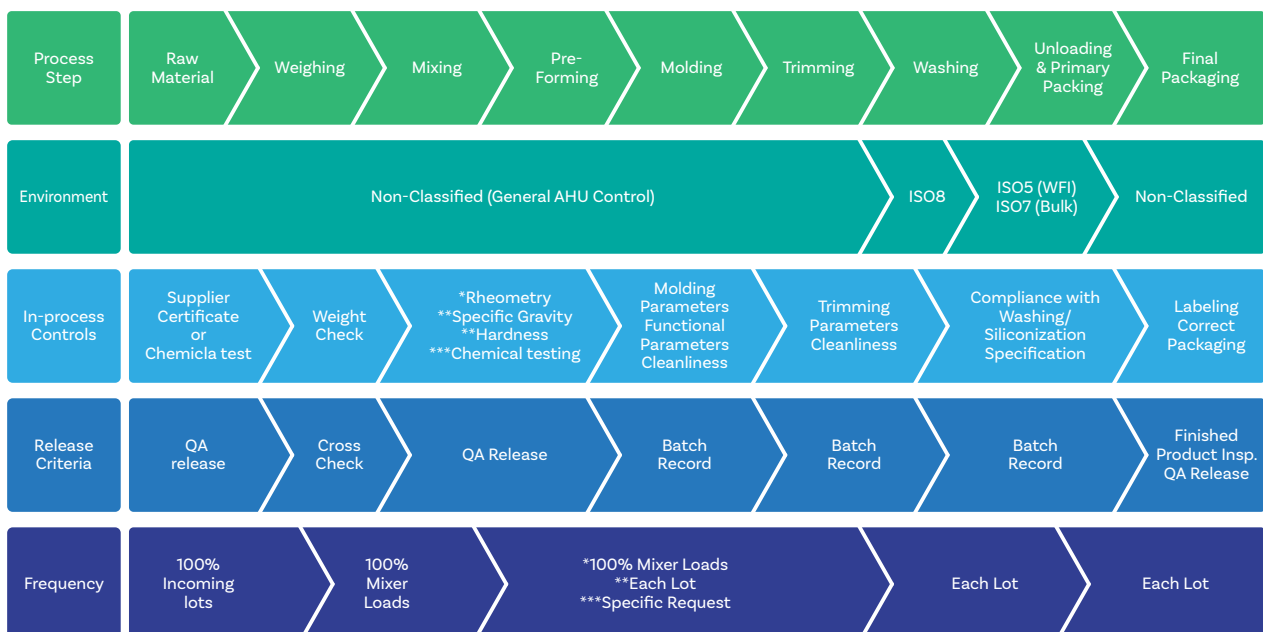 Process
Step
Raw
Material
Weighing
Mixing
Pre-
Forming
Molding
Trimming
Washing
Unloading
& Primary
Packing
Final
Packaging
Environment
Non-Classified (General AHU Control)
ISO8
ISO5 (WFI)
ISO7 (Bulk)
Non-Classified
In-process
Controls
Supplier
Certificate
or
Chemicla test
Weight
Check
*Rheometry
**Specific Gravity
**Hardness
***Chemical testing
Molding
Parameters
Functional
Parameters
Cleanliness
Trimming
Parameters
Cleanliness
Compliance with
Washing/
Siliconization
Specification
Labeling
Correct
Packaging
Release
Criteria
QA
release
Cross
Check
QA Release
Batch
Record
Batch
Record
Batch
Record
Finished
Product Insp.
QA Release
Frequency
100%
Incoming
lots
100%
Mixer
Loads
*100% Mixer Loads
**Each Lot
***Specific Request
Each Lot
Each Lot